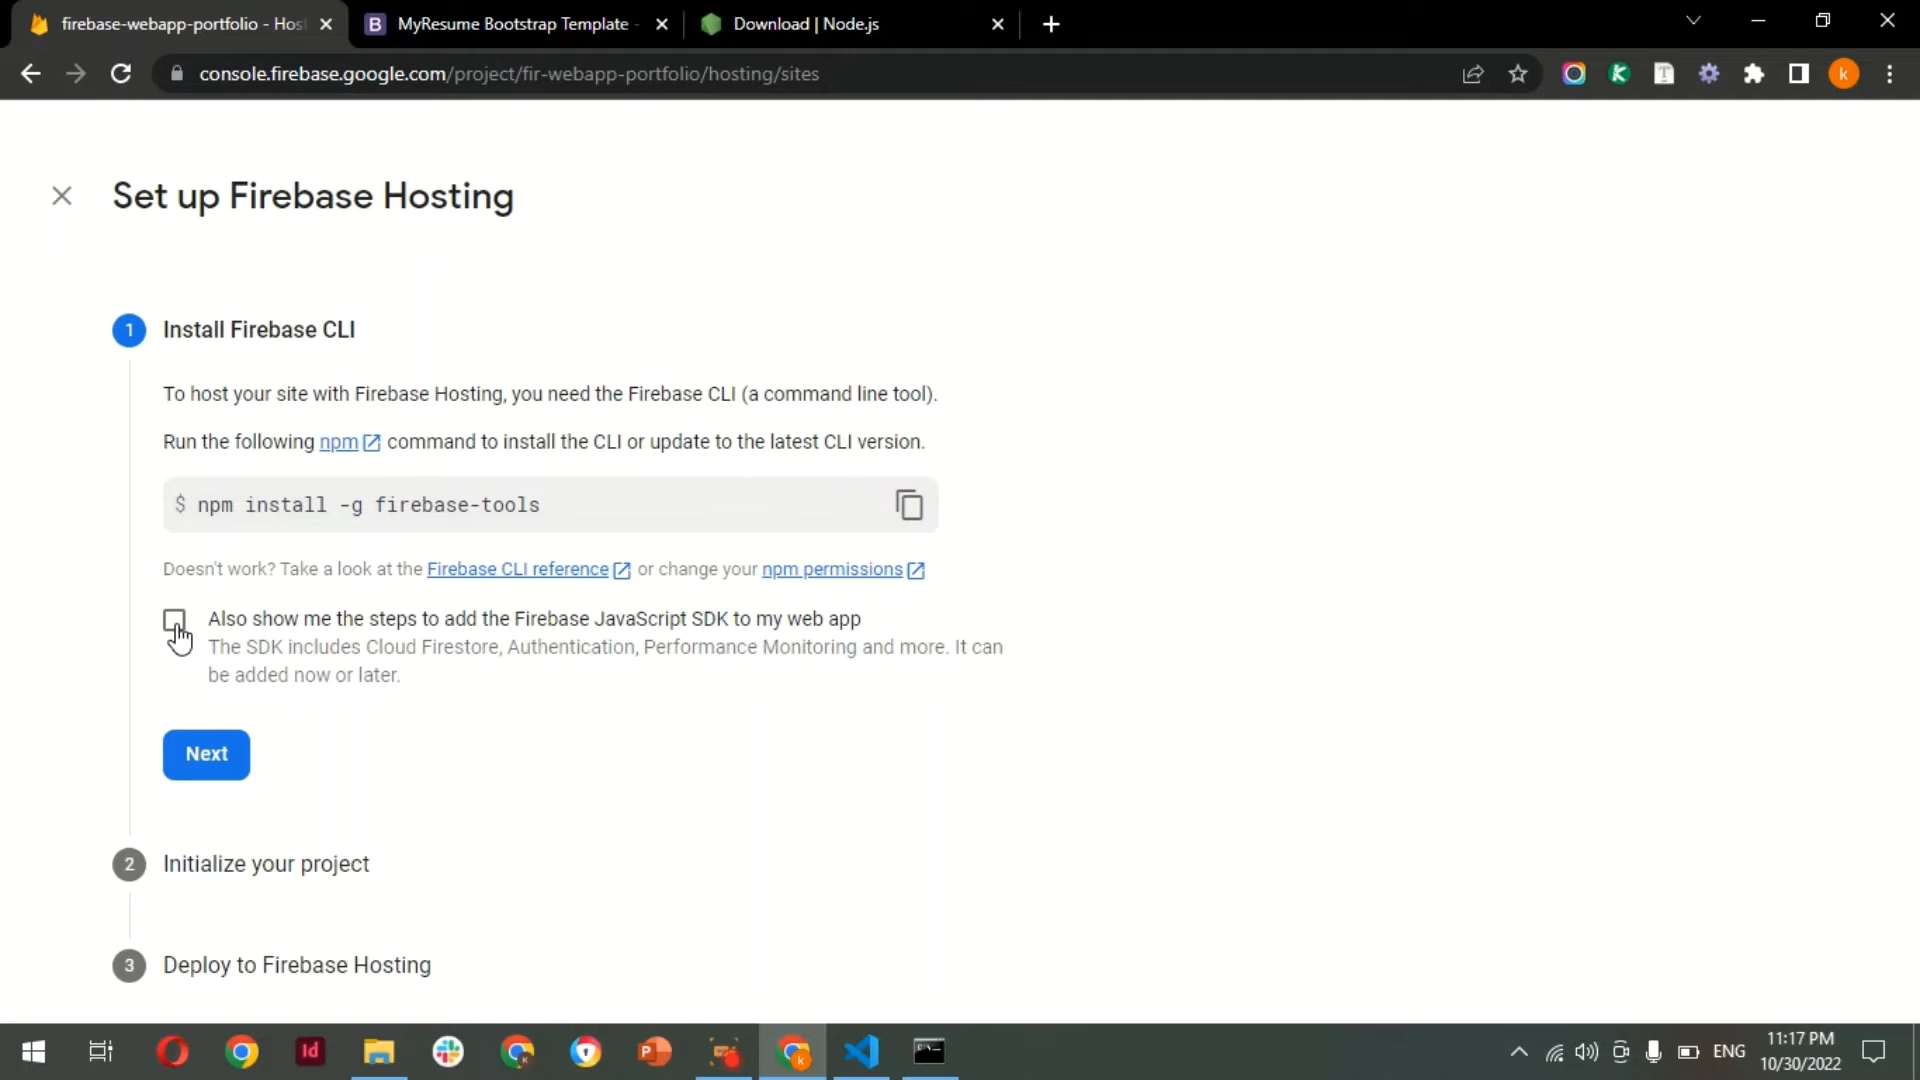 firebase-webapp-portfolio - Hos
MyResume Bootstrap Template -
Download | Node.js
console.firebase.google.com/project/fir-webapp-portfolio/hosting/sites
k
Set up Firebase Hosting
1 Install Firebase CLI
To host your site with Firebase Hosting, you need the Firebase CLI (a command line tool).
Run the following npm command to install the CLI or update to the latest CLI version.
$ npm install -g firebase-tools
Doesn't work? Take a look at the Firebase CLI reference or change your npm permissions
Also show me the steps to add the Firebase JavaScript SDK to my web app
The SDK includes Cloud Firestore, Authentication, Performance Monitoring and more. It can
be added now or later.
Next
2 Initialize your project
3 Deploy to Firebase Hosting
ENG
11:17 PM
10/30/2022